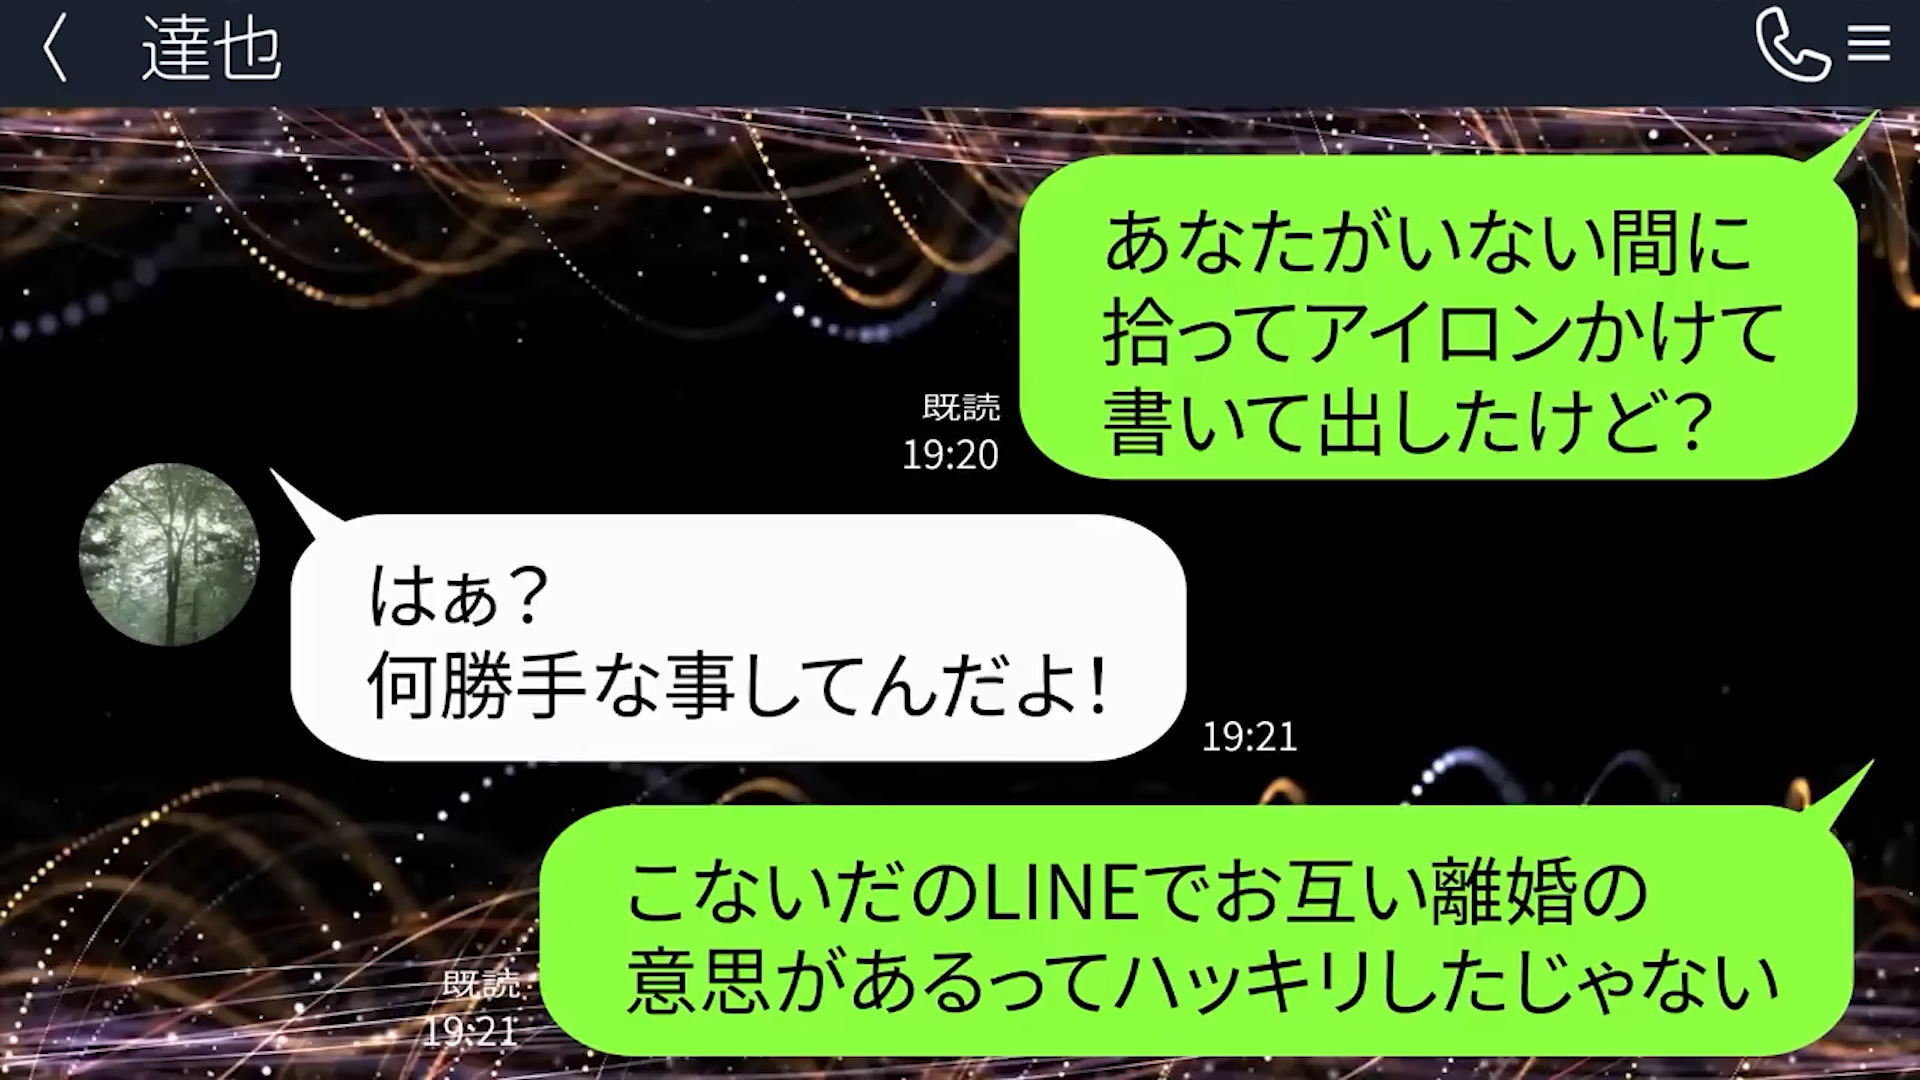 達也
あなたがいない間に
拾ってアイロンかけて
書いて出したけど？
既読
19:20
はぁ？
何勝手な事してんだよ！
19:21
こないだのLINEでお互い離婚の
意思があるってハッキリしたじゃない
既読
19:21